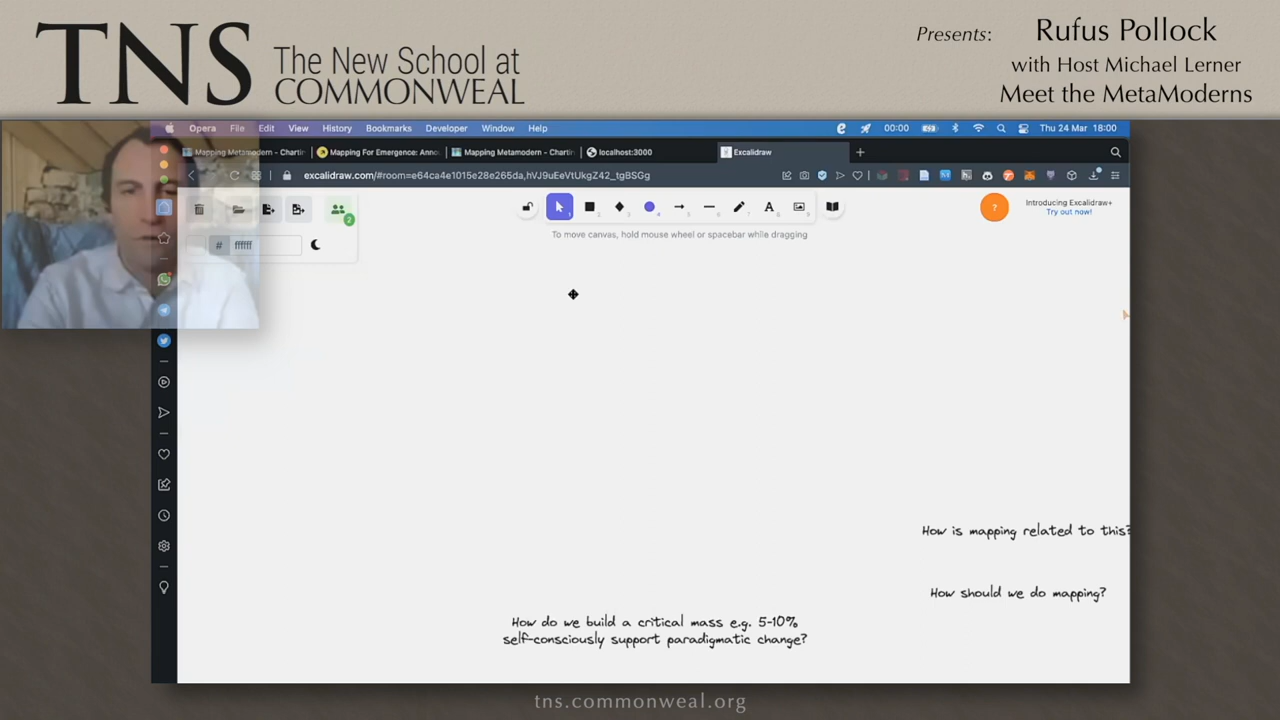 TNS
The New School at
COMMONWEAL
Presents: Rufus Pollock
with Host Michael Lerner
Meet the MetaModerns
Opera File Edit View History Bookmarks Developer Window Help
00:00
Thu 24 Mar 18:00
Mapping Metamodern - Chartin
Mapping For Emergence: Anno
Mapping Metamodern - Chartin
localhost:3000
Excalidraw
excalidraw.com/#room=e64ca4e1015e28e265da,hVJ9uEeVtUkgZ42_tgBSGg
2
A
?
Introducing Excalidraw+
Try out now!
# ffffff
To move canvas, hold mouse wheel or spacebar while dragging
How is mapping related to this?
How should we do mapping?
How do we build a critical mass e.g. 5-10%
self-consciously support paradigmatic change?
tns.commonweal.org